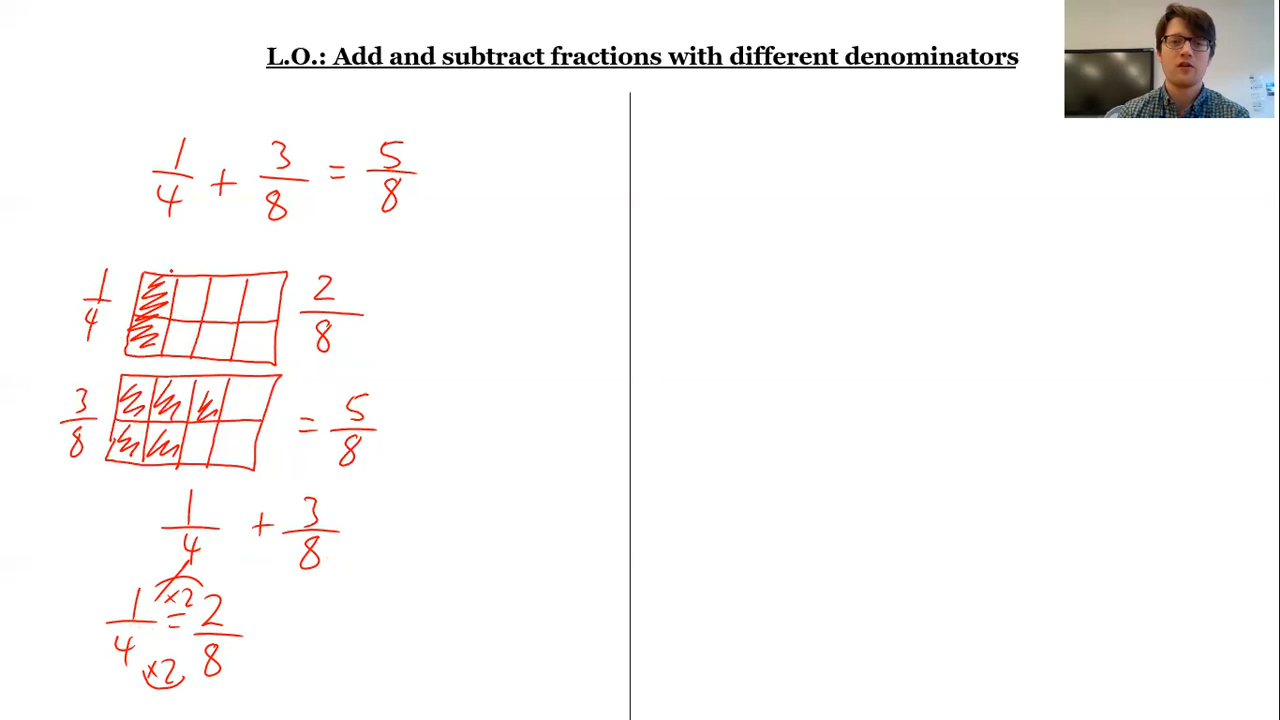 L.O.: Add and subtract fractions with different denominators
1/4 + 3/8 = 5/8
1/4 2/8
3/8 = 5/8
1/4 + 3/8
×2
1/4 = 2/8
×2